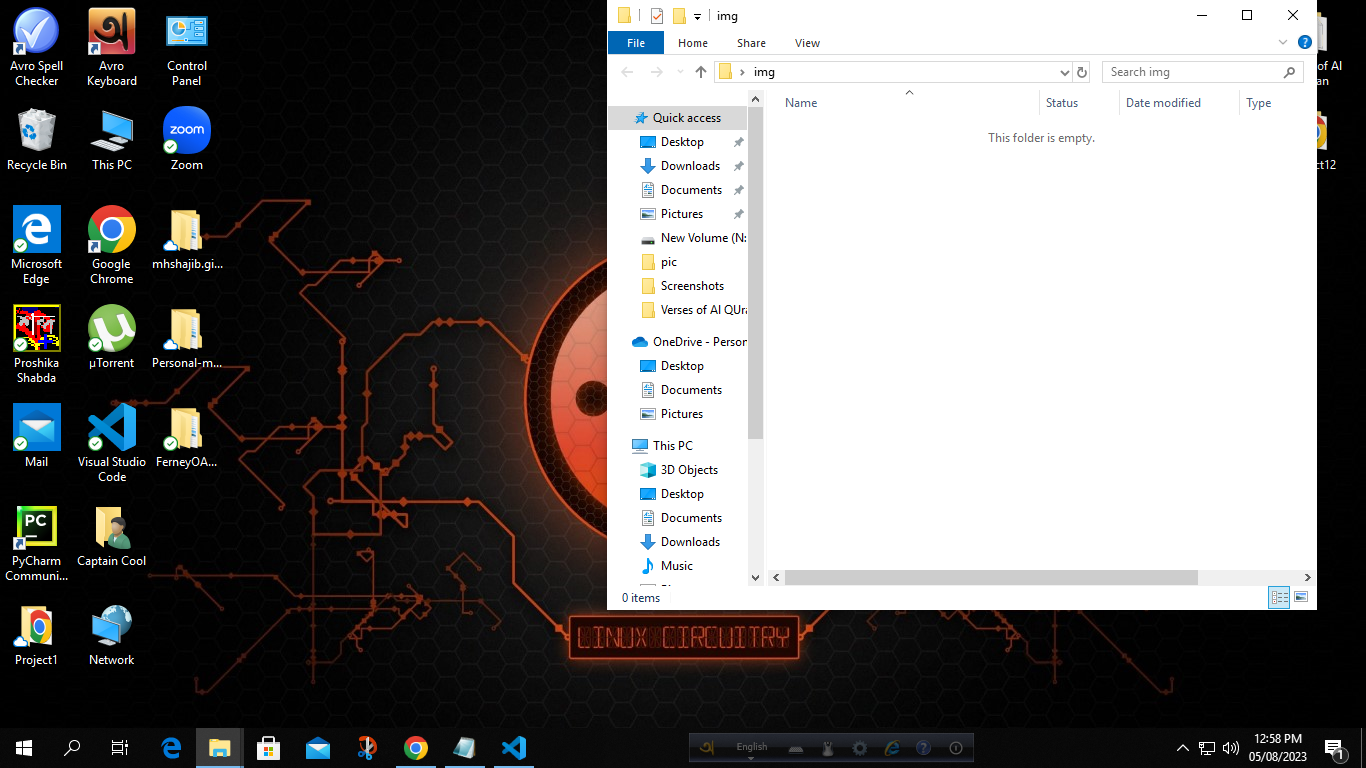 Avro Spell
Checker
Avro
Keyboard
Control
Panel
Recycle Bin
This PC
zoom
Zoom
Microsoft
Edge
Google
Chrome
mhshajib.gi...
Proshika
Shabda
µTorrent
Personal-m...
Mail
Visual Studio
Code
FerneyOA...
PC
PyCharm
Communi...
Captain Cool
Project1
Network
img
File
Home
Share
View
img
Search img
Name
Status
Date modified
Type
This folder is empty.
Quick access
Desktop
Downloads
Documents
Pictures
New Volume (N:
pic
Screenshots
Verses of Al QUra
OneDrive - Person
Desktop
Documents
Pictures
This PC
3D Objects
Desktop
Documents
Downloads
Music
0 items
of Al
an
ct12
LINUX CIRCUITRY
English
12:58 PM
05/08/2023
1